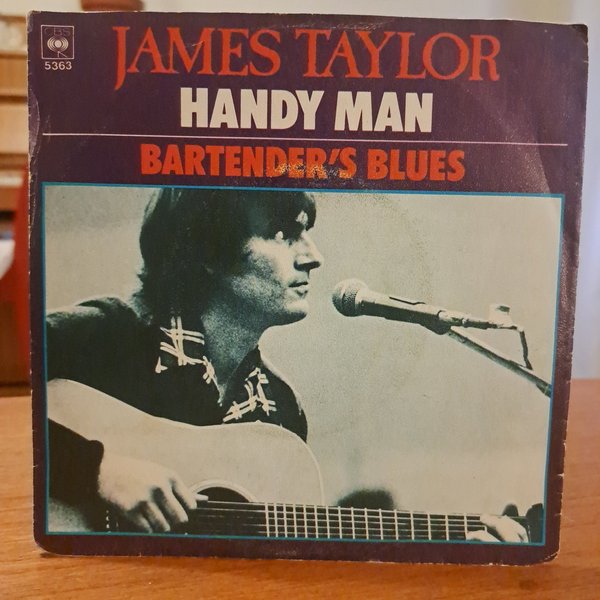 JAMES TAYLOR
CBS
5363
HANDY MAN
BARTENDER'S BLUES